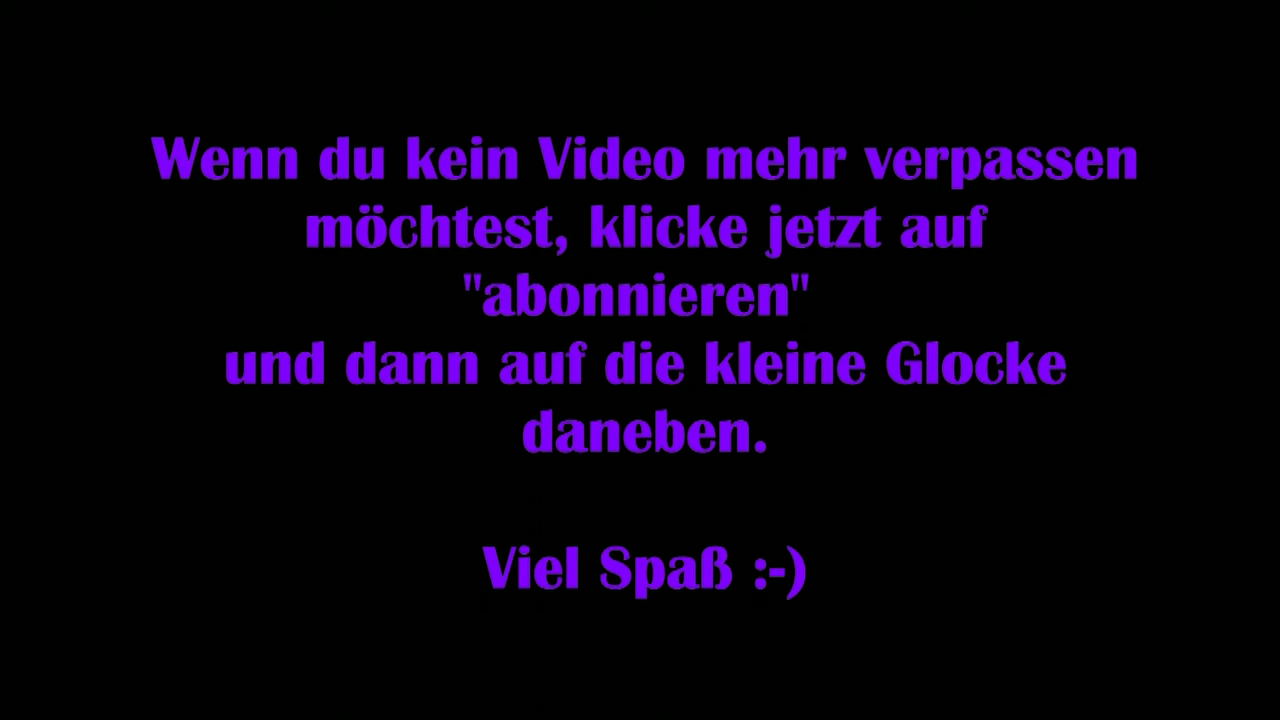 Wenn du kein Video mehr verpassen
möchtest, klicke jetzt auf
"abonnieren"
und dann auf die kleine Glocke
daneben.
Viel Spaß :-)